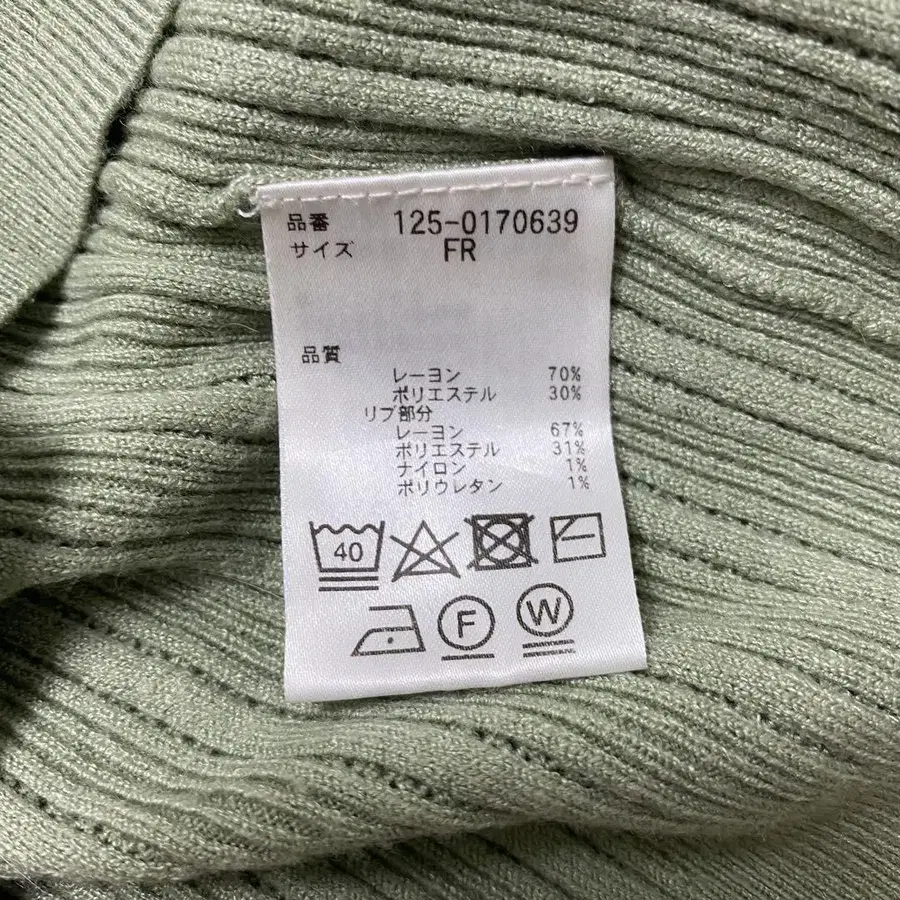 品番 125-0170639
サイズ FR
品質
レーヨン 70%
ポリエステル 30%
リブ部分
レーヨン 67%
ポリエステル 31%
ナイロン 1%
ポリウレタン 1%
40
F W